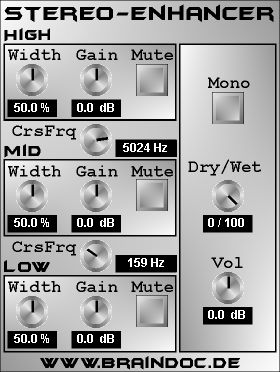 STEREO-ENHANCER
HIGH
Width Gain Mute
50.0 % 0.0 dB
CrsFrq 5024 Hz
MID
Width Gain Mute
50.0 % 0.0 dB
CrsFrq 159 Hz
LOW
Width Gain Mute
50.0 % 0.0 dB
Mono
Dry/Wet
0 / 100
Vol
0.0 dB
WWW.BRAINDOC.DE